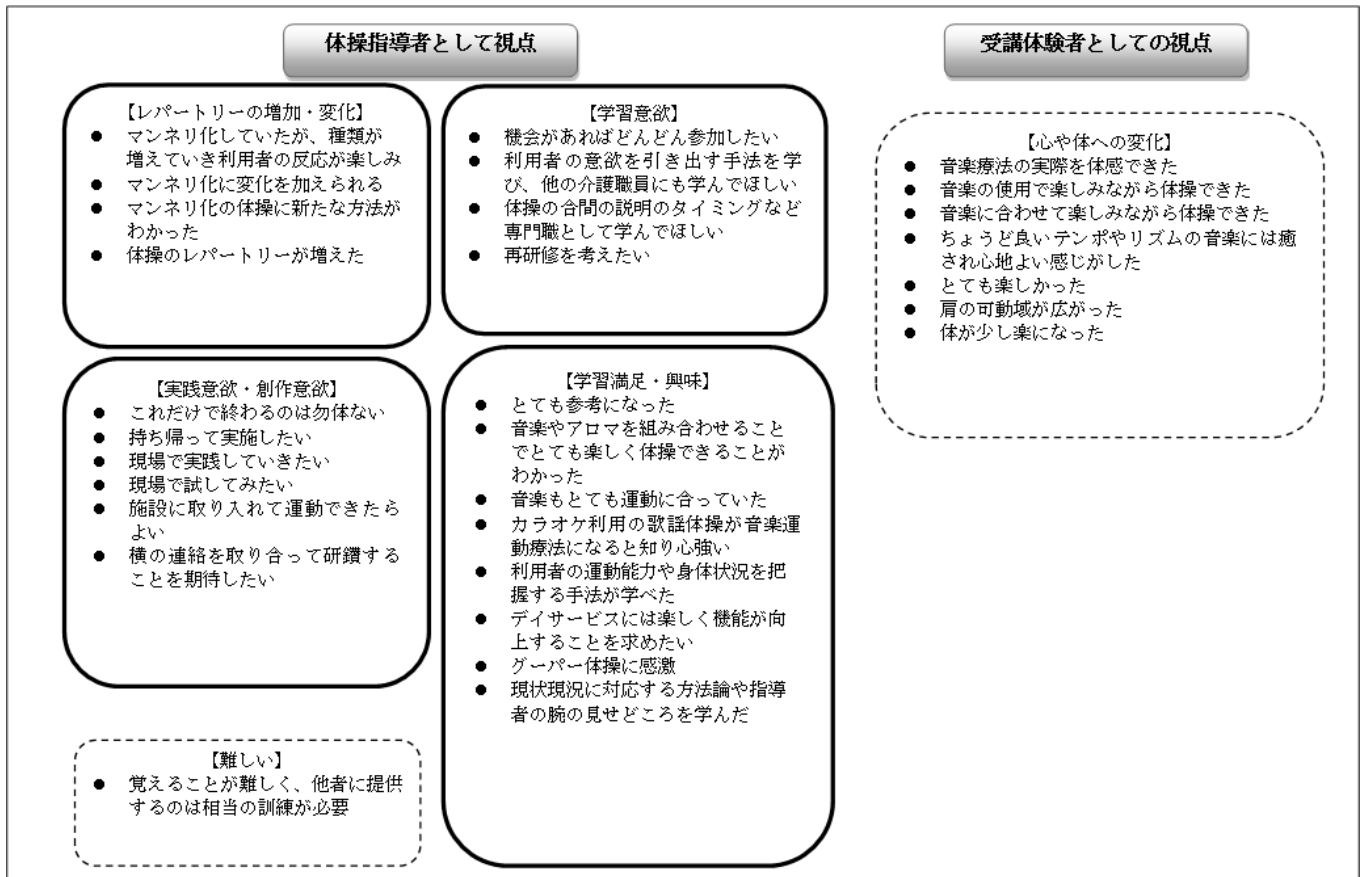 体操指導者として視点
【レパートリーの増加・変化】
● マンネリ化していたが、種類が
増えていき利用者の反応が楽しみ
● マンネリ化に変化を加えられる
● マンネリ化の体操に新たな方法が
わかった
● 体操のレパートリーが増えた
【学習意欲】
● 機会があればどんどん参加したい
● 利用者の意欲を引き出す手法を学
び、他の介護職員にも学んでほしい
● 体操の合間の説明のタイミングなど
専門職として学んでほしい
● 再研修を考えたい
【実践意欲・創作意欲】
● これだけで終わるのは勿体ない
● 持ち帰って実施したい
● 現場で実践していきたい
● 現場で試してみたい
● 施設に取り入れて運動できたら
よい
● 横の連絡を取り合って研鑽する
ことを期待したい
【学習満足・興味】
● とても参考になった
● 音楽やアロマを組み合わせること
でとても楽しく体操できることが
わかった
● 音楽もとても運動に合っていた
● カラオケ利用の歌謡体操が音楽運
動療法になると知り心強い
● 利用者の運動能力や身体状況を把
握する手法が学べた
● デイサービスには楽しく機能が向
上することを求めたい
● グーパー体操に感激
● 現状現況に対応する方法論や指導
者の腕の見せどころを学んだ
【難しい】
● 覚えることが難しく、他者に提供
するのは相当の訓練が必要
受講体験者としての視点
【心や体への変化】
● 音楽療法の実際を体感できた
● 音楽の使用で楽しみながら体操できた
● 音楽に合わせて楽しみながら体操できた
● ちょうど良いテンポやリズムの音楽には癒
され心地よい感じがした
● とても楽しかった
● 肩の可動域が広がった
● 体が少し楽になった